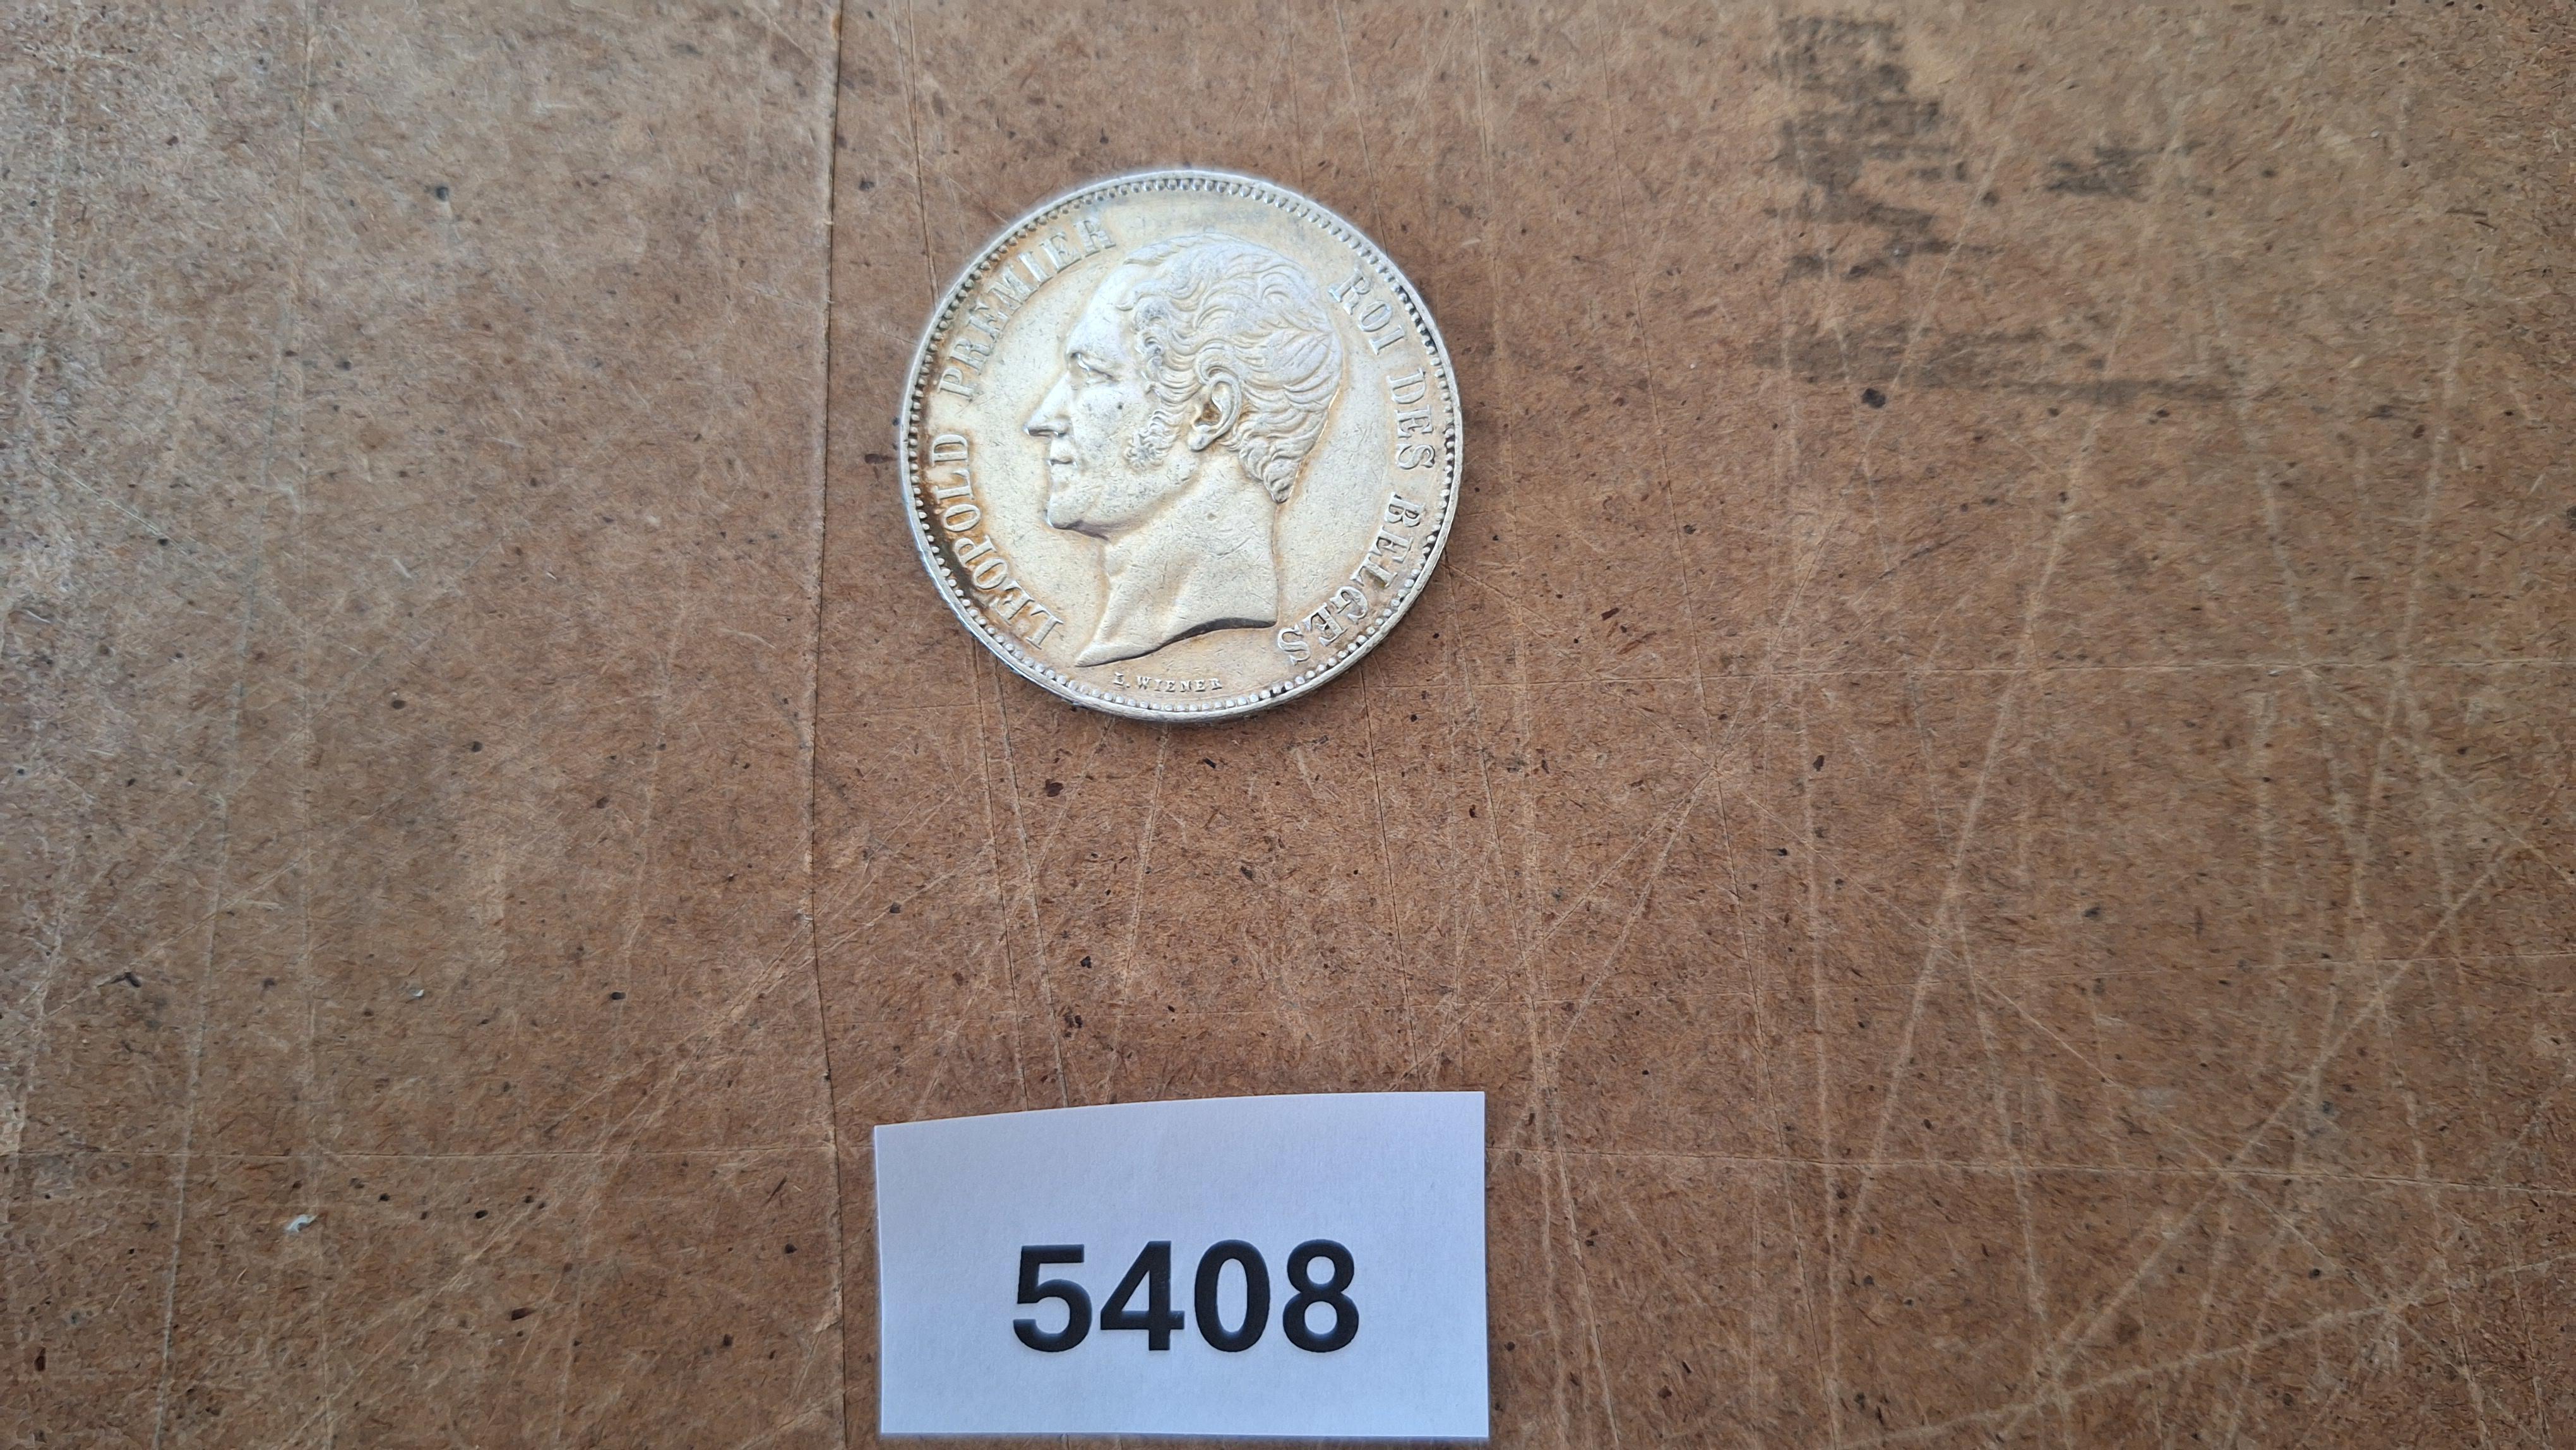 LEOPOLD PREMIER ROI DES BELGES
L. WIENER
5408